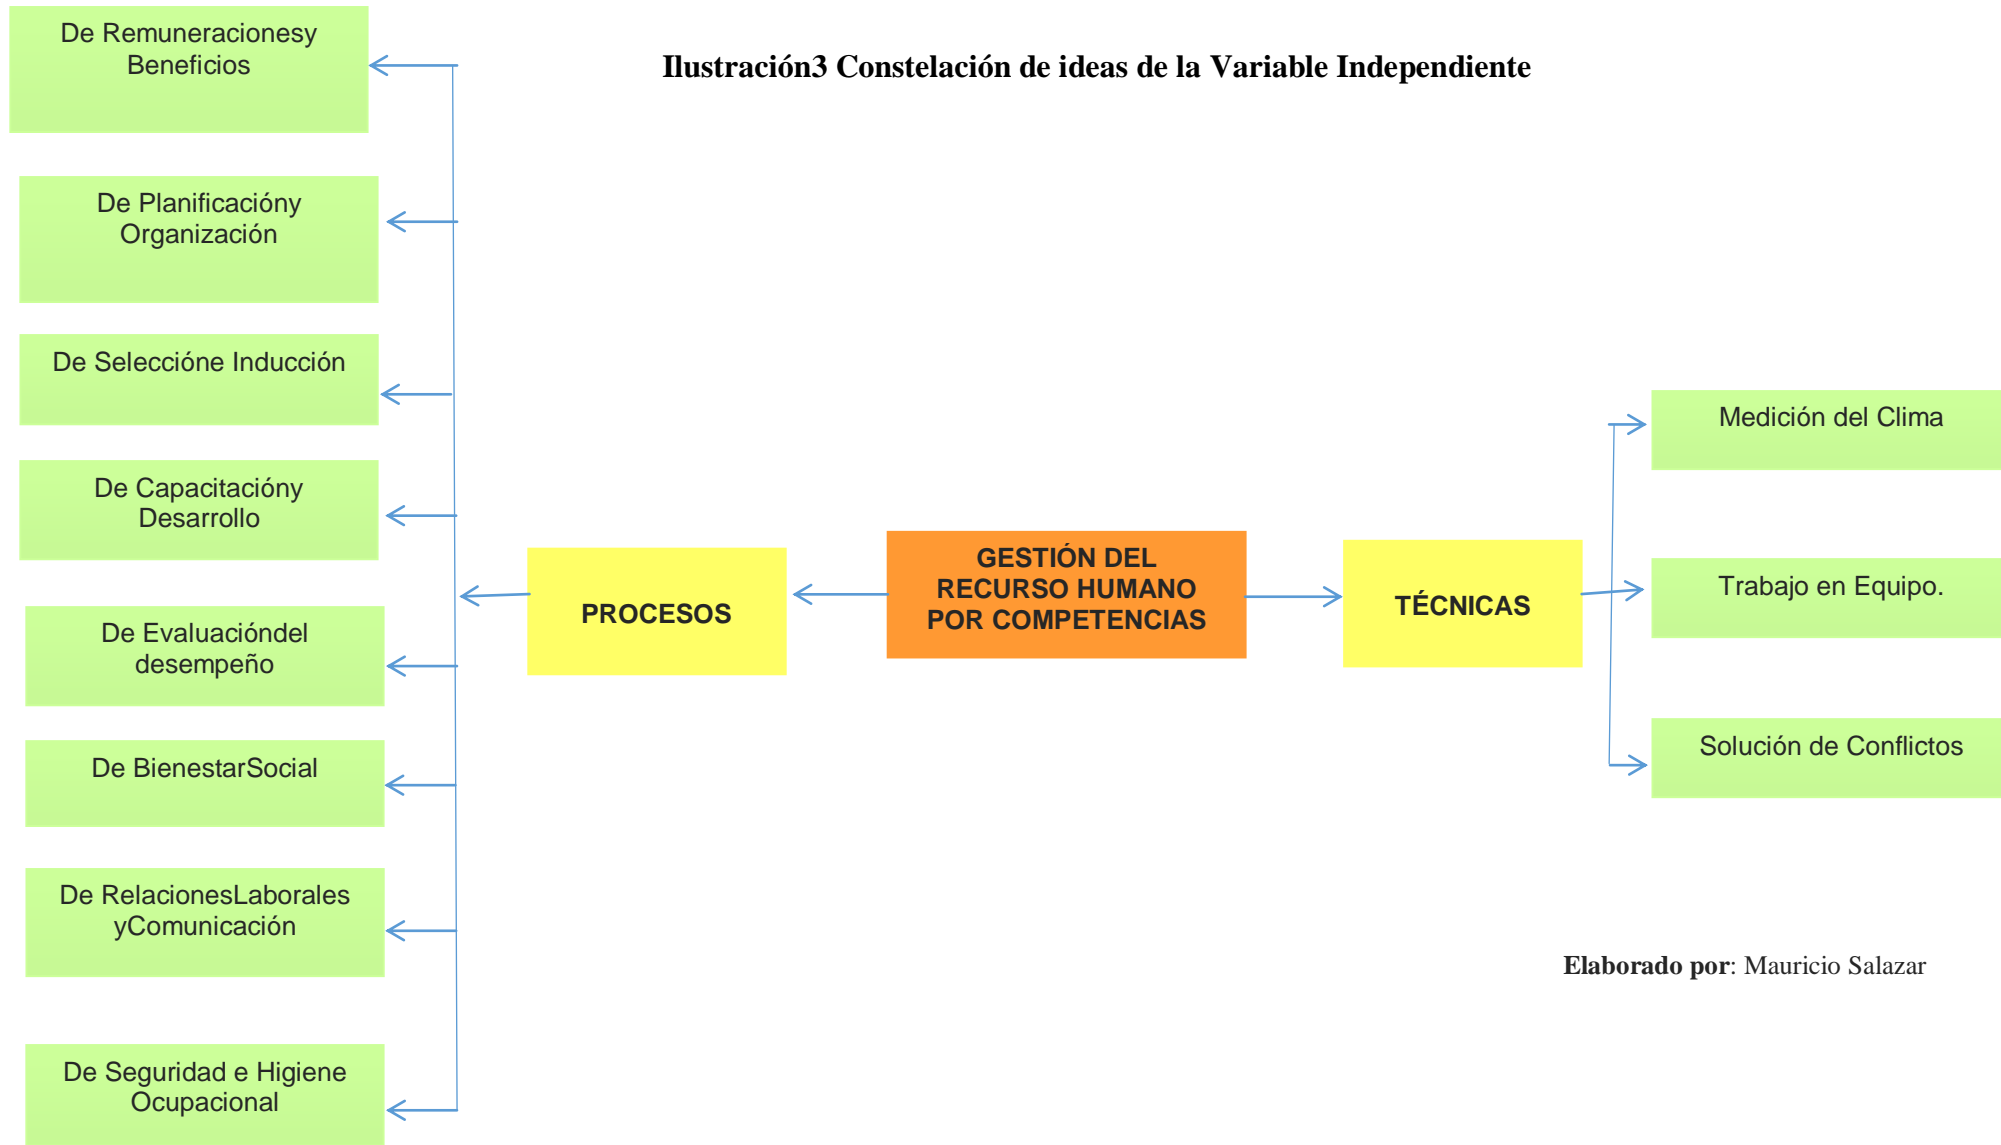 Ilustración3 Constelación de ideas de la Variable Independiente
De Remuneracionesy
Beneficios
De Planificacióny
Organización
De Seleccióne Inducción
De Capacitacióny
Desarrollo
De Evaluacióndel
desempeño
De BienestarSocial
De RelacionesLaborales
yComunicación
De Seguridad e Higiene
Ocupacional
PROCESOS
GESTIÓN DEL
RECURSO HUMANO
POR COMPETENCIAS
TÉCNICAS
Medición del Clima
Trabajo en Equipo.
Solución de Conflictos
Elaborado por: Mauricio Salazar